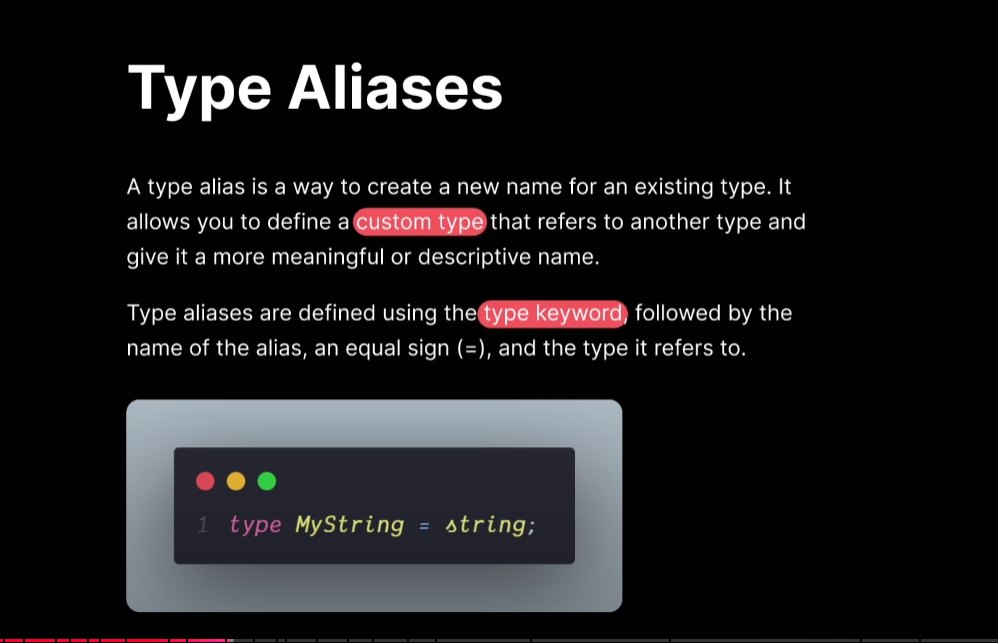 Type Aliases
A type alias is a way to create a new name for an existing type. It
allows you to define a custom type that refers to another type and
give it a more meaningful or descriptive name.
Type aliases are defined using the type keyword, followed by the
name of the alias, an equal sign (=), and the type it refers to.
1 type MyString = string;